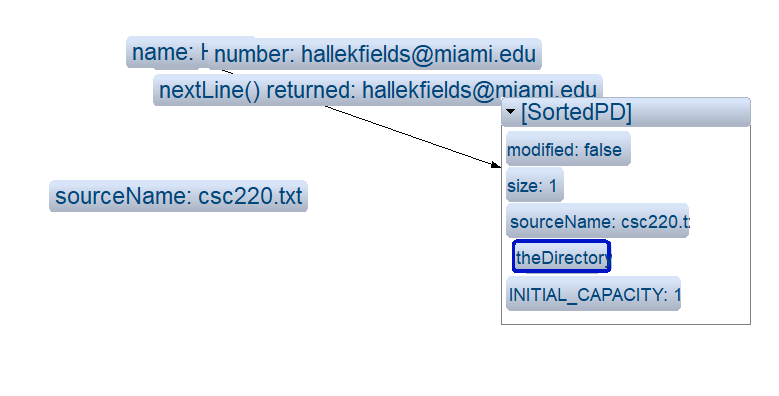 name: H
number: hallekfields@miami.edu
nextLine() returned: hallekfields@miami.edu
[SortedPD]
modified: false
size: 1
sourceName: csc220.txt
sourceName: csc220.t
theDirectory
INITIAL_CAPACITY: 1